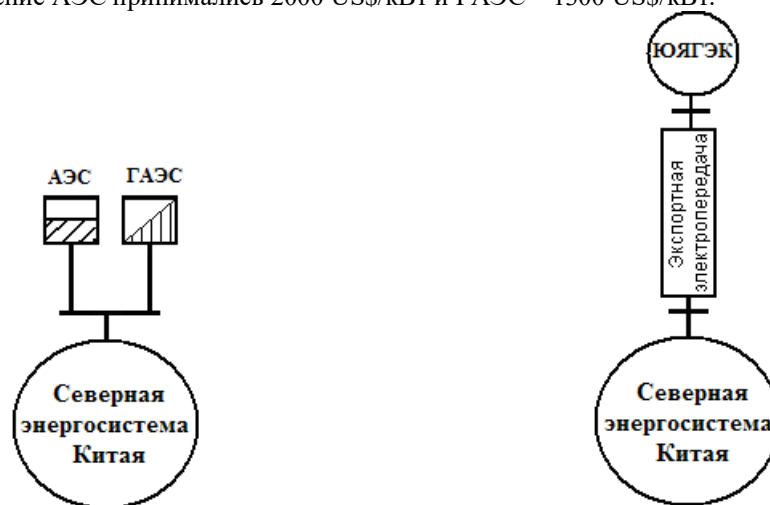 ение АЭС принимались 2000 US$/кВт и ГАЭС – 1500 US$/кВт.
ЮЯГЭК
АЭС ГАЭС
Экспортная
электропередача
Северная
энергосистема
Китая
Северная
энергосистема
Китая